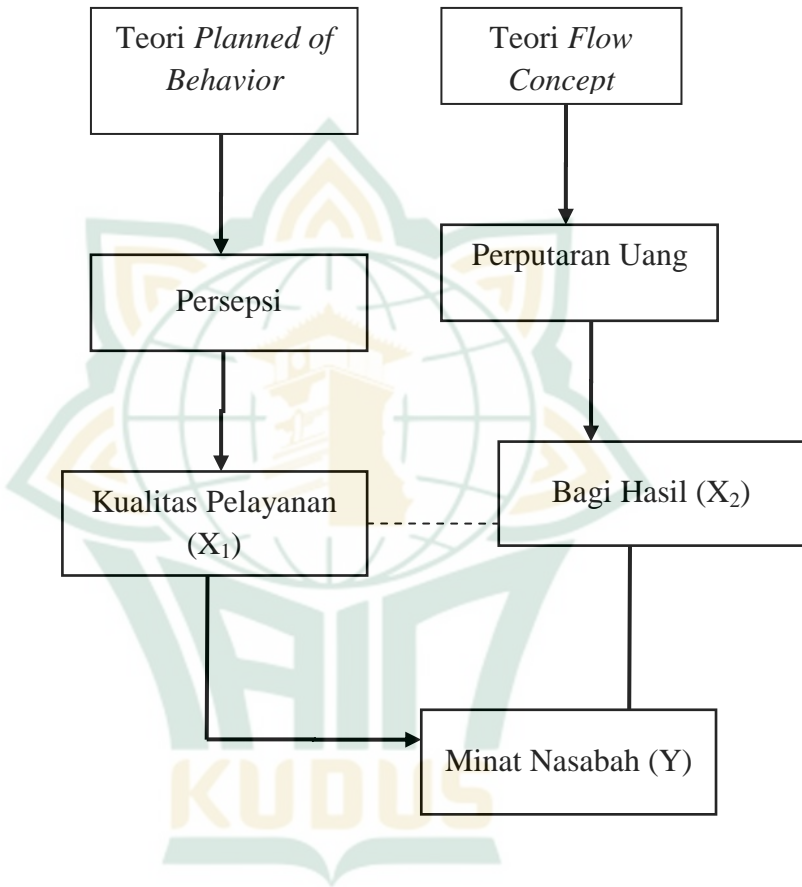 Teori Planned of
Behavior
Teori Flow
Concept
Persepsi
Perputaran Uang
Kualitas Pelayanan
(X₁)
Bagi Hasil (X₂)
Minat Nasabah (Y)
IAIN
KUDUS